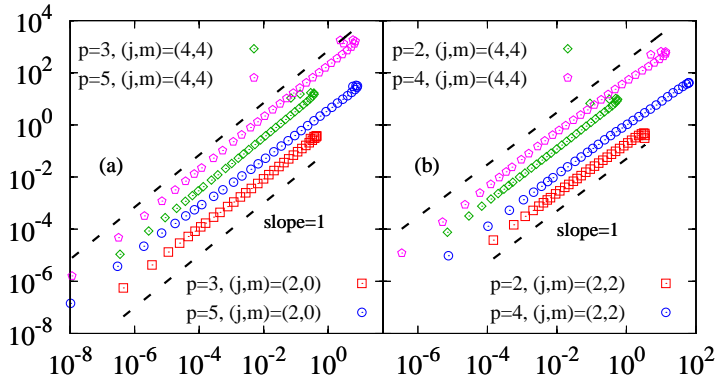 10^4
10^2
10^0
10^-2
10^-4
10^-6
10^-8
p=3, (j,m)=(4,4)
p=5, (j,m)=(4,4)
(a)
slope=1
p=3, (j,m)=(2,0)
p=5, (j,m)=(2,0)
10^-8 10^-6 10^-4 10^-2 10^0
p=2, (j,m)=(4,4)
p=4, (j,m)=(4,4)
(b)
slope=1
p=2, (j,m)=(2,2)
p=4, (j,m)=(2,2)
10^-6 10^-4 10^-2 10^0 10^2